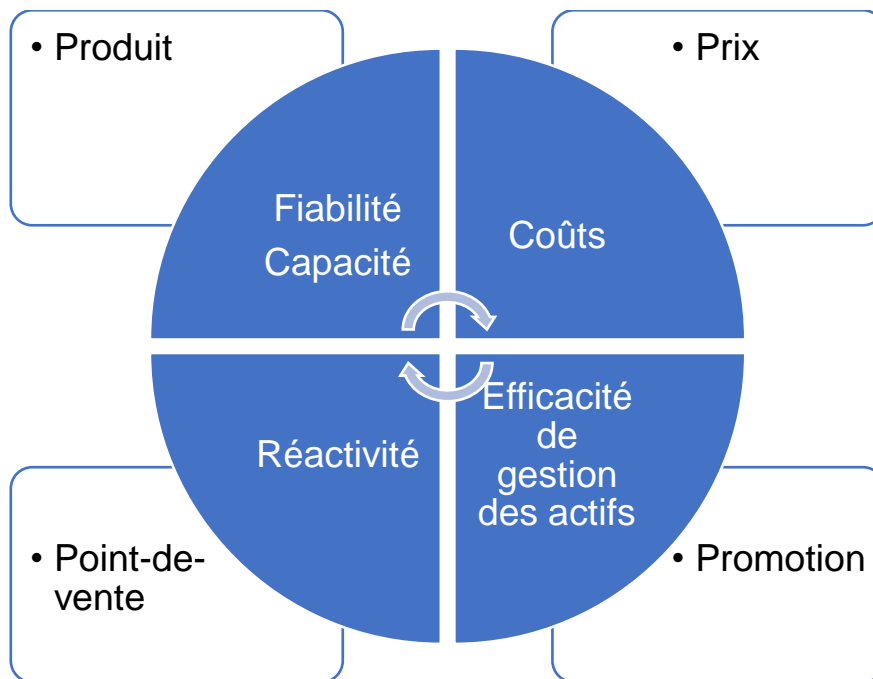 • Produit
• Prix
Fiabilité
Capacité
Coûts
Réactivité
Efficacité
de
gestion
des actifs
• Point-de-
vente
• Promotion